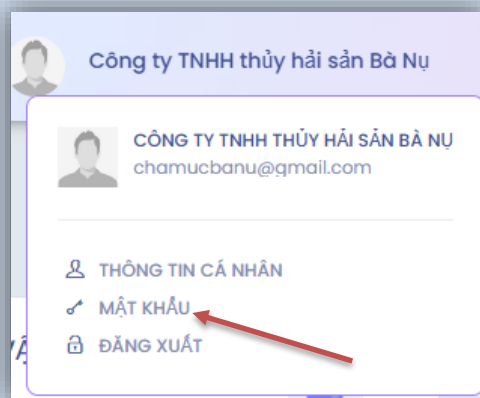 Công ty TNHH thủy hải sản Bà Nụ
CÔNG TY TNHH THỦY HẢI SẢN BÀ NỤ
chamucbanu@gmail.com
THÔNG TIN CÁ NHÂN
MẬT KHẨU
ĐĂNG XUẤT